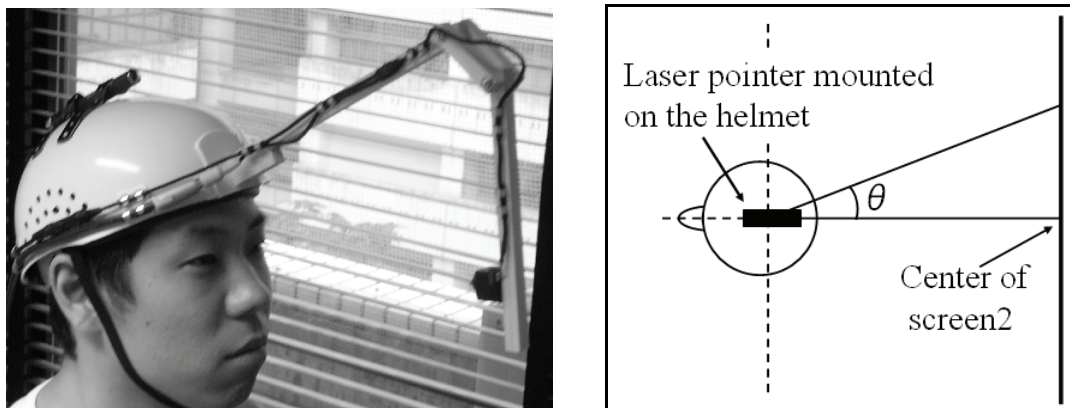 Laser pointer mounted
on the helmet
θ
Center of
screen2